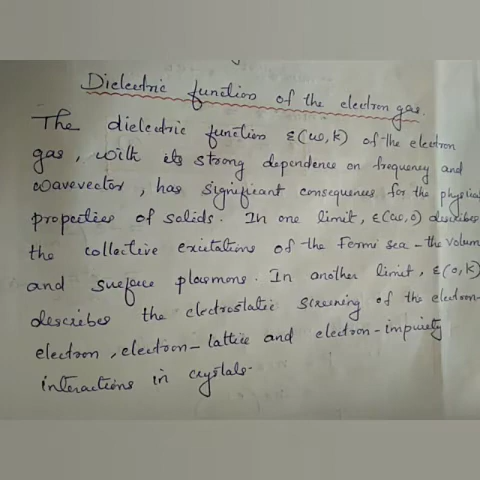 Dielectric function of the electron gas.
The dielectric function ε(ω,k) of the electron
gas, with its strong dependence on frequency and
wavevector, has significant consequences for the physical
properties of solids. In one limit, ε(ω,0) describes
the collective exitations of the Fermi sea - the volum
and surface plasmons. In another limit, ε(0,k)
describes the electrostatic screening of the electron-
electron, electron-lattice and electron-impurity
interactions in crystals.